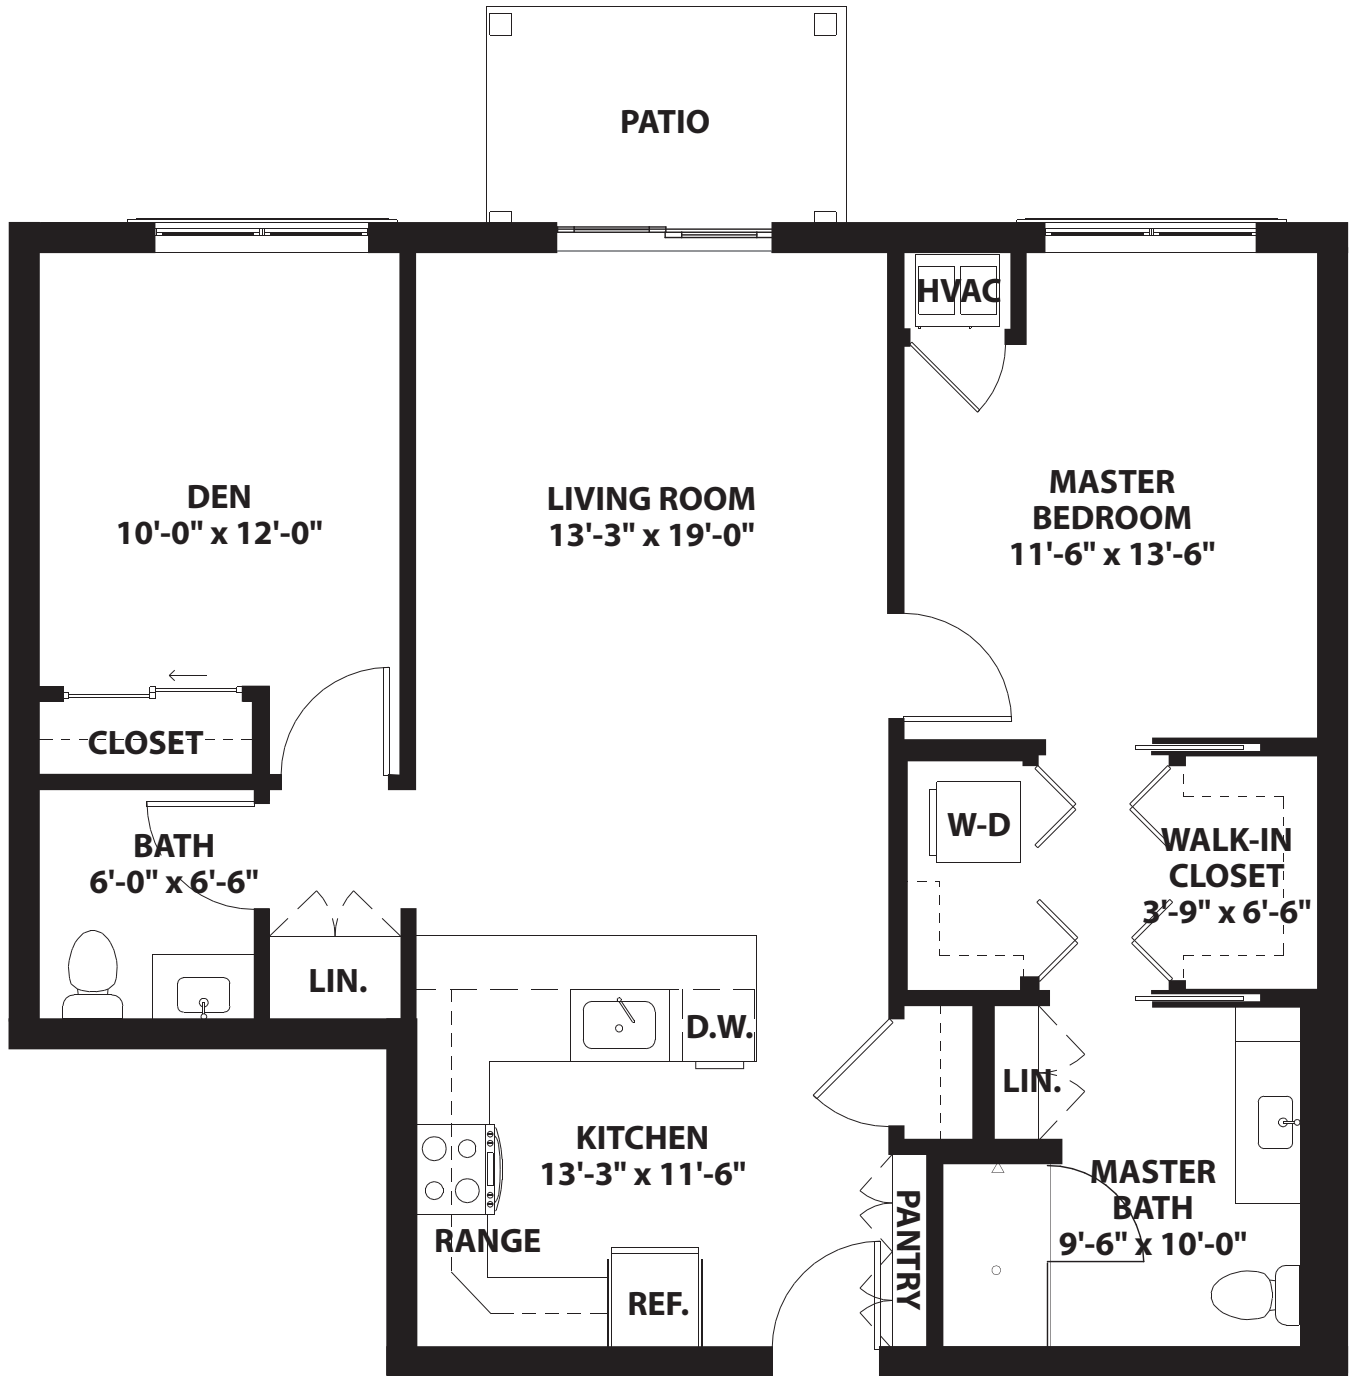 PATIO
HVAC
DEN
10'-0" x 12'-0"
LIVING ROOM
13'-3" x 19'-0"
MASTER
BEDROOM
11'-6" x 13'-6"
CLOSET
BATH
6'-0" x 6'-6"
W-D
WALK-IN
CLOSET
3'-9" x 6'-6"
LIN.
D.W.
LIN.
KITCHEN
13'-3" x 11'-6"
RANGE
REF.
PANTRY
MASTER
BATH
9'-6" x 10'-0"